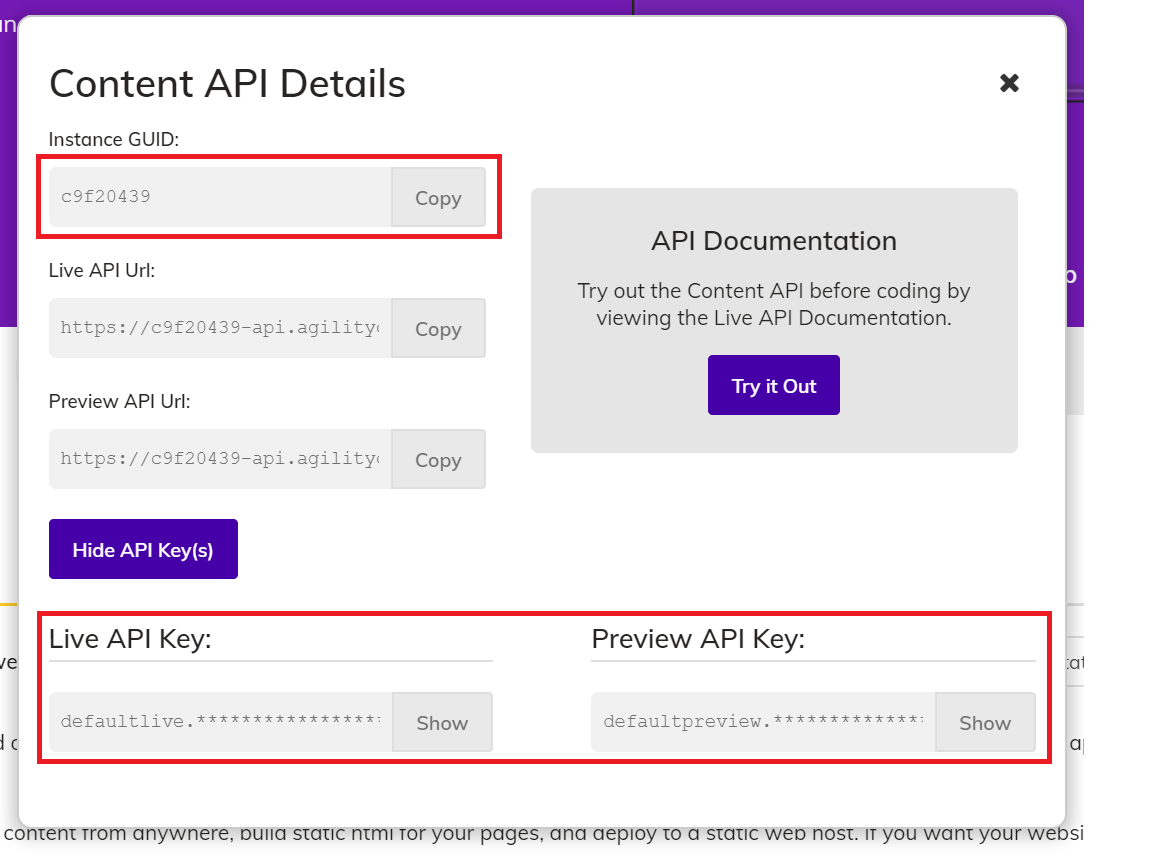 Content API Details
Instance GUID:
c9f20439
Copy
Live API Url:
https://c9f20439-api.agility
Copy
Preview API Url:
https://c9f20439-api.agility
Copy
API Documentation
Try out the Content API before coding by
viewing the Live API Documentation.
Try it Out
Hide API Key(s)
Live API Key:
defaultlive.*****************
Show
Preview API Key:
defaultpreview.**************
Show
content from anywhere, build static html for your pages, and deploy to a static web host. If you want your websi